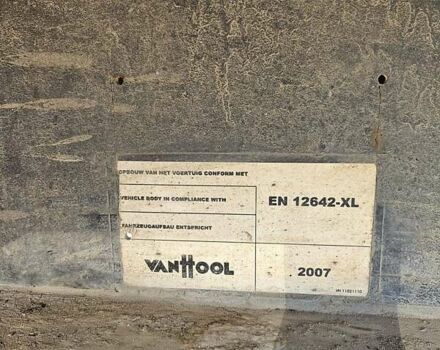 OPBOUW VAN HET VOERTUIG CONFORM MET
VEHICLE BODY IN COMPLIANCE WITH
FAHRZEUGAUFBAU ENTSPRICHT
EN 12642-XL
VANHOOL
2007